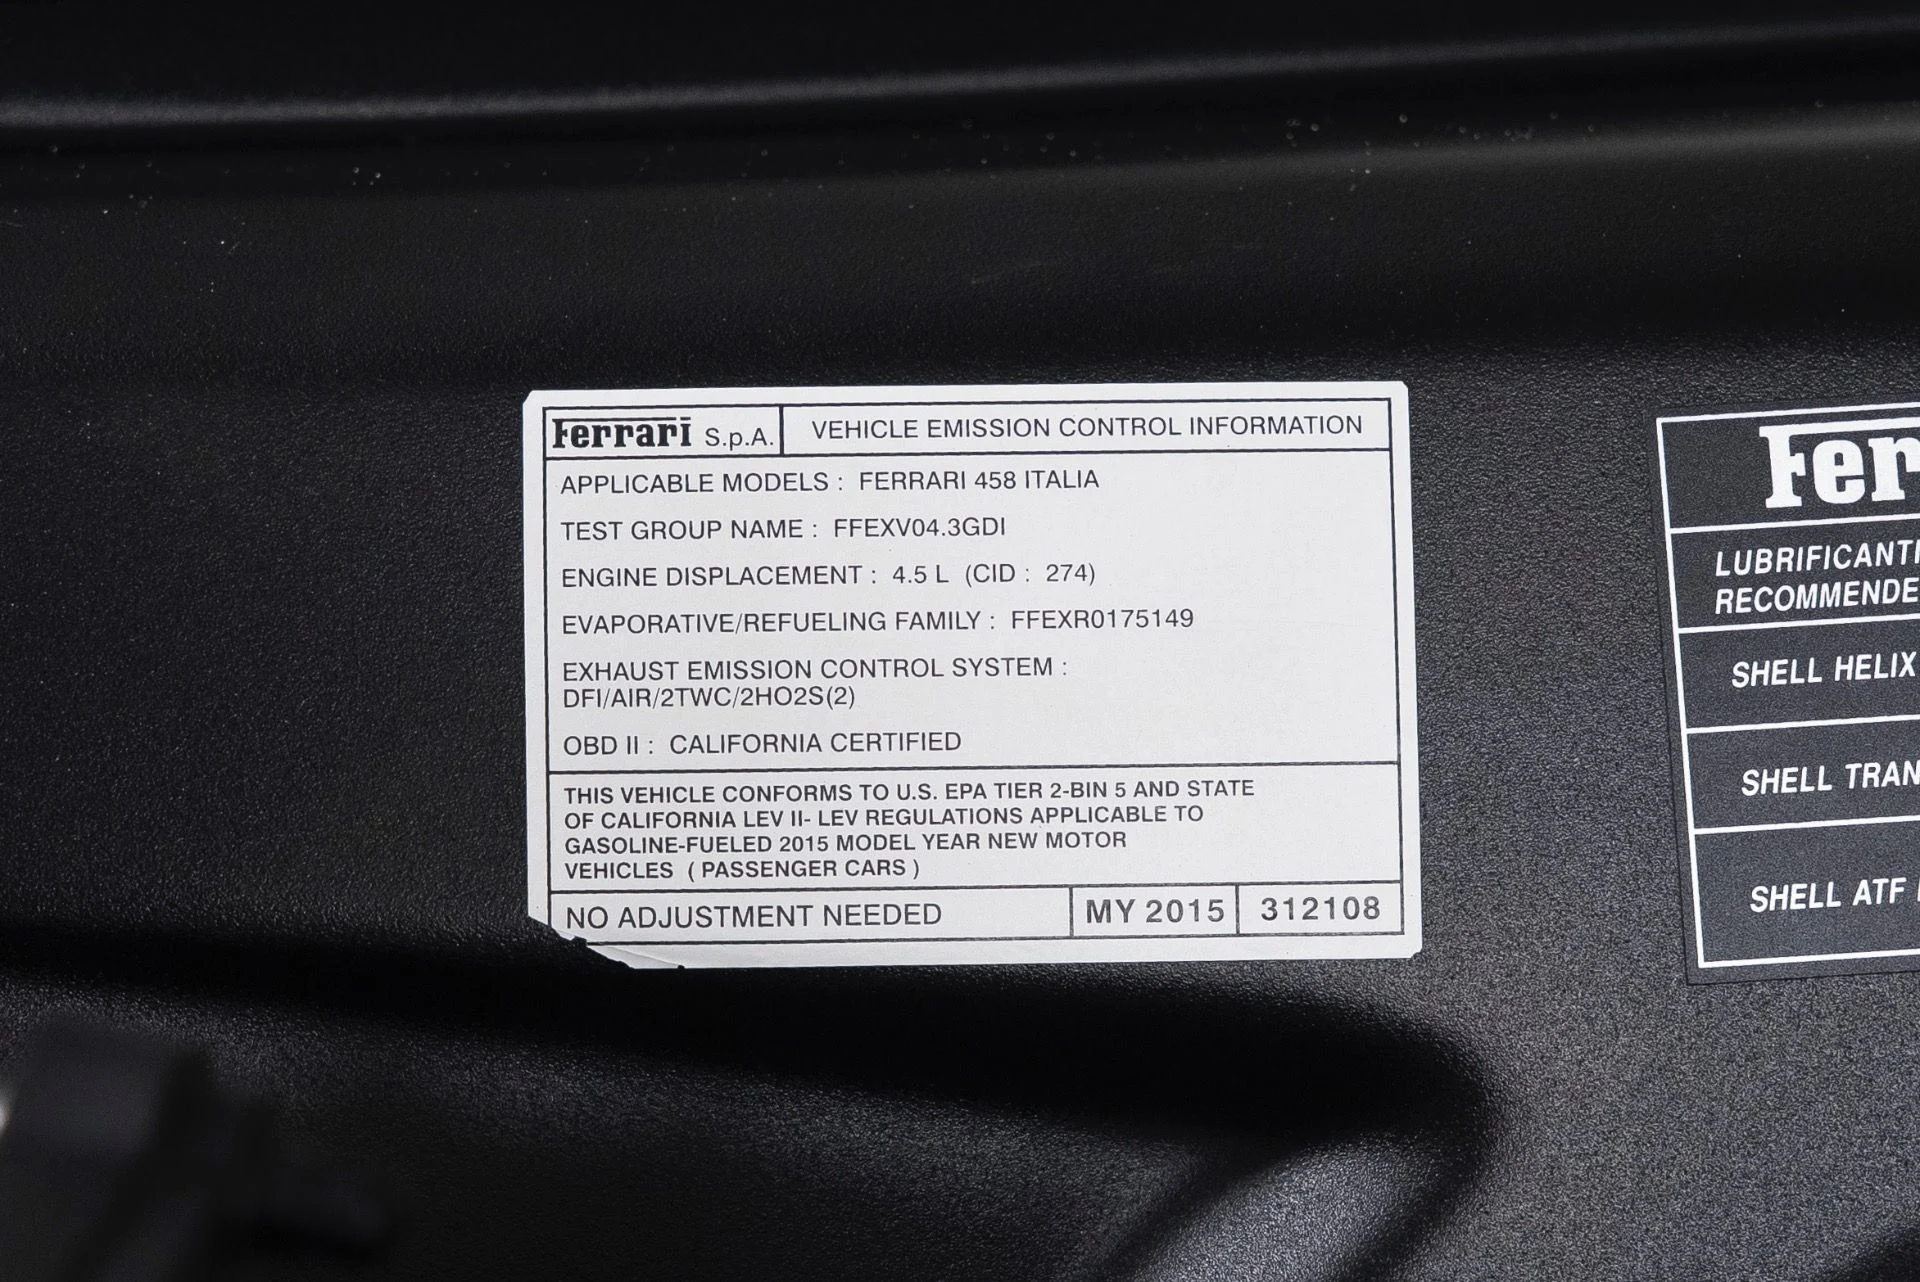 Ferrari S.p.A. VEHICLE EMISSION CONTROL INFORMATION
APPLICABLE MODELS : FERRARI 458 ITALIA
TEST GROUP NAME : FFEXV04.3GDI
ENGINE DISPLACEMENT : 4.5 L (CID : 274)
EVAPORATIVE/REFUELING FAMILY : FFEXR0175149
EXHAUST EMISSION CONTROL SYSTEM :
DFI/AIR/2TWC/2HO2S(2)
OBD II : CALIFORNIA CERTIFIED
THIS VEHICLE CONFORMS TO U.S. EPA TIER 2-BIN 5 AND STATE
OF CALIFORNIA LEV II- LEV REGULATIONS APPLICABLE TO
GASOLINE-FUELED 2015 MODEL YEAR NEW MOTOR
VEHICLES ( PASSENGER CARS )
NO ADJUSTMENT NEEDED MY 2015 312108
Fer
LUBRIFICANTI
RECOMMENDE
SHELL HELIX
SHELL TRAN
SHELL ATF